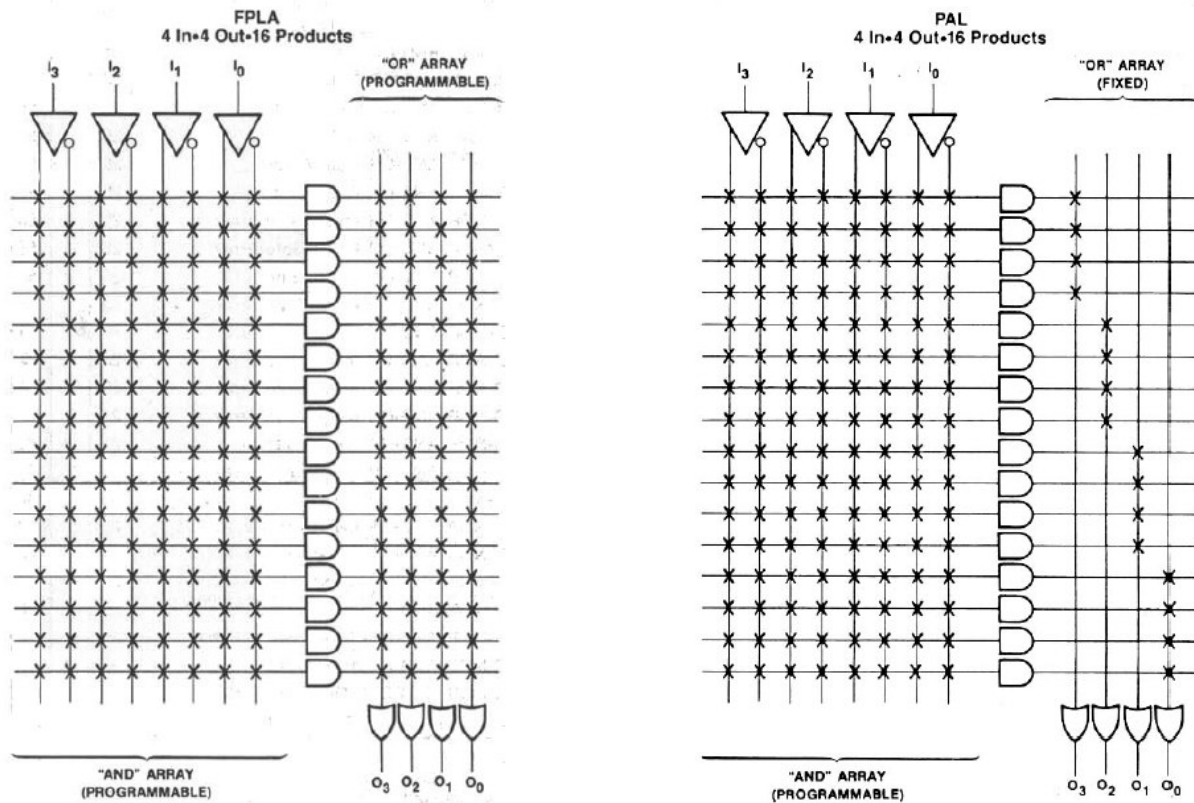 FPLA
4 In•4 Out•16 Products
"OR" ARRAY
(PROGRAMMABLE)
I3 I2 I1 I0
"AND" ARRAY
(PROGRAMMABLE)
O3 O2 O1 O0
PAL
4 In•4 Out•16 Products
"OR" ARRAY
(FIXED)
I3 I2 I1 I0
"AND" ARRAY
(PROGRAMMABLE)
O3 O2 O1 O0